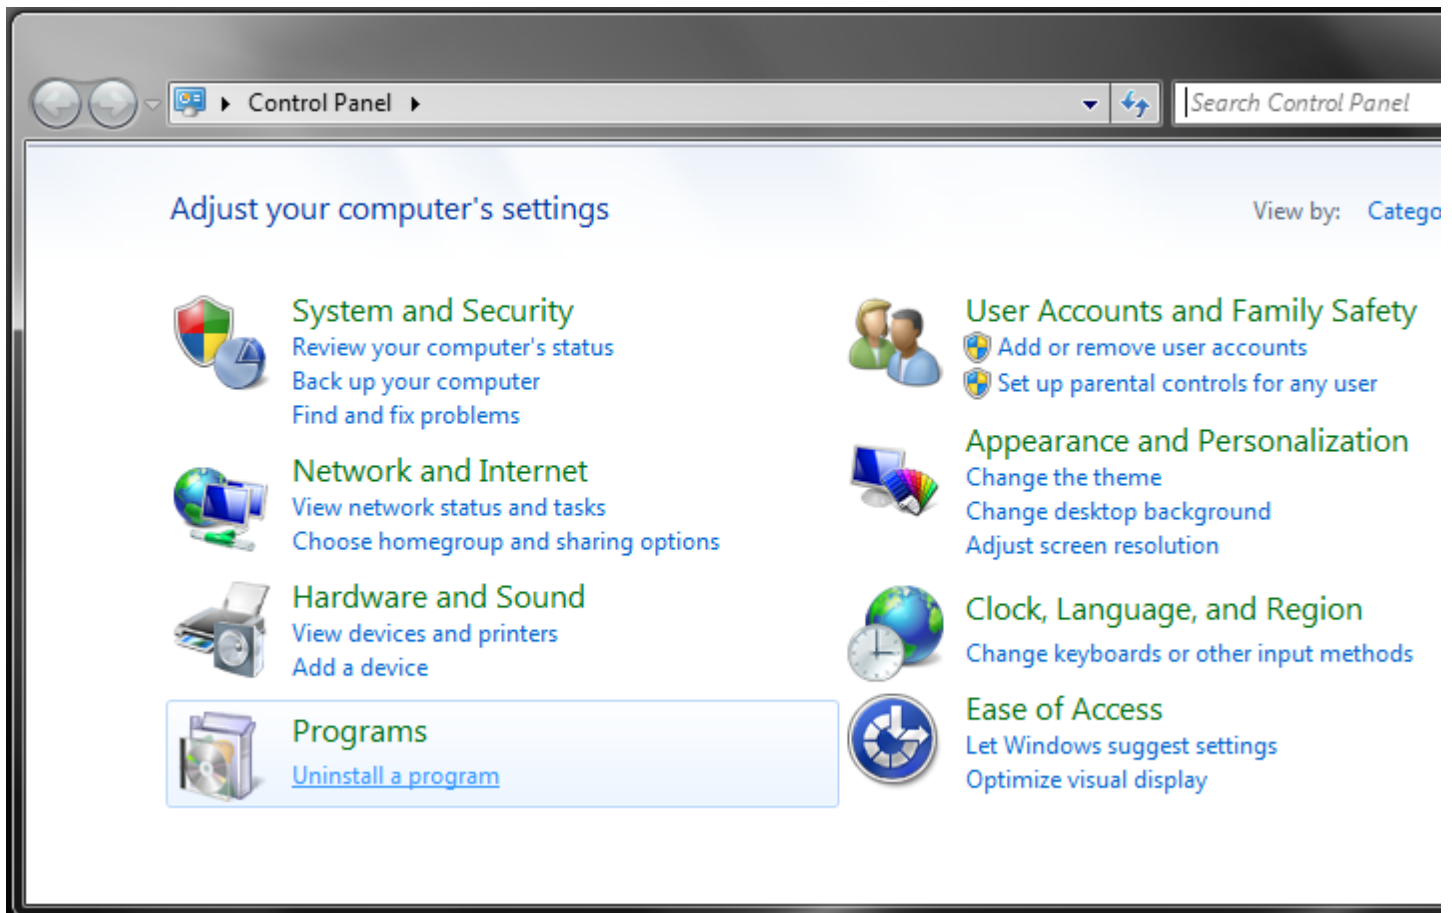 Control Panel
Search Control Panel
Adjust your computer's settings
View by: Catego
System and Security
Review your computer's status
Back up your computer
Find and fix problems
Network and Internet
View network status and tasks
Choose homegroup and sharing options
Hardware and Sound
View devices and printers
Add a device
Programs
Uninstall a program
User Accounts and Family Safety
Add or remove user accounts
Set up parental controls for any user
Appearance and Personalization
Change the theme
Change desktop background
Adjust screen resolution
Clock, Language, and Region
Change keyboards or other input methods
Ease of Access
Let Windows suggest settings
Optimize visual display